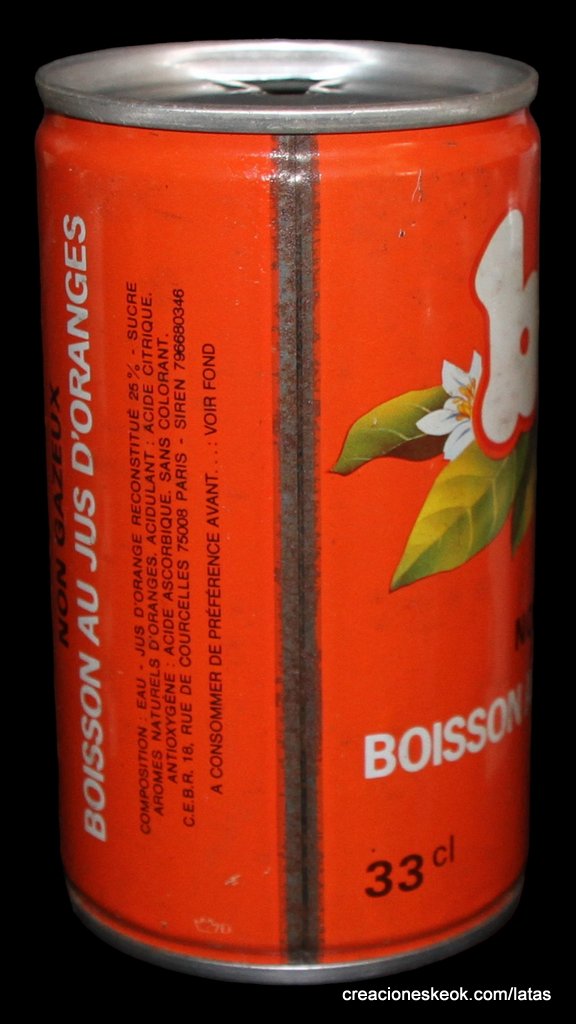 NON GAZEUX
BOISSON AU JUS D'ORANGES
COMPOSITION : EAU - JUS D'ORANGE RECONSTITUÉ 25 % - SUCRE
AROMES NATURELS D'ORANGES. ACIDULANT : ACIDE CITRIQUE.
ANTIOXYGÈNE : ACIDE ASCORBIQUE. SANS COLORANT.
C.E.B.R. 18, RUE DE COURCELLES 75008 PARIS - SIREN 796680346
A CONSOMMER DE PRÉFÉRENCE AVANT... : VOIR FOND
b
BOISSON
33 cl
creacioneskeok.com/latas